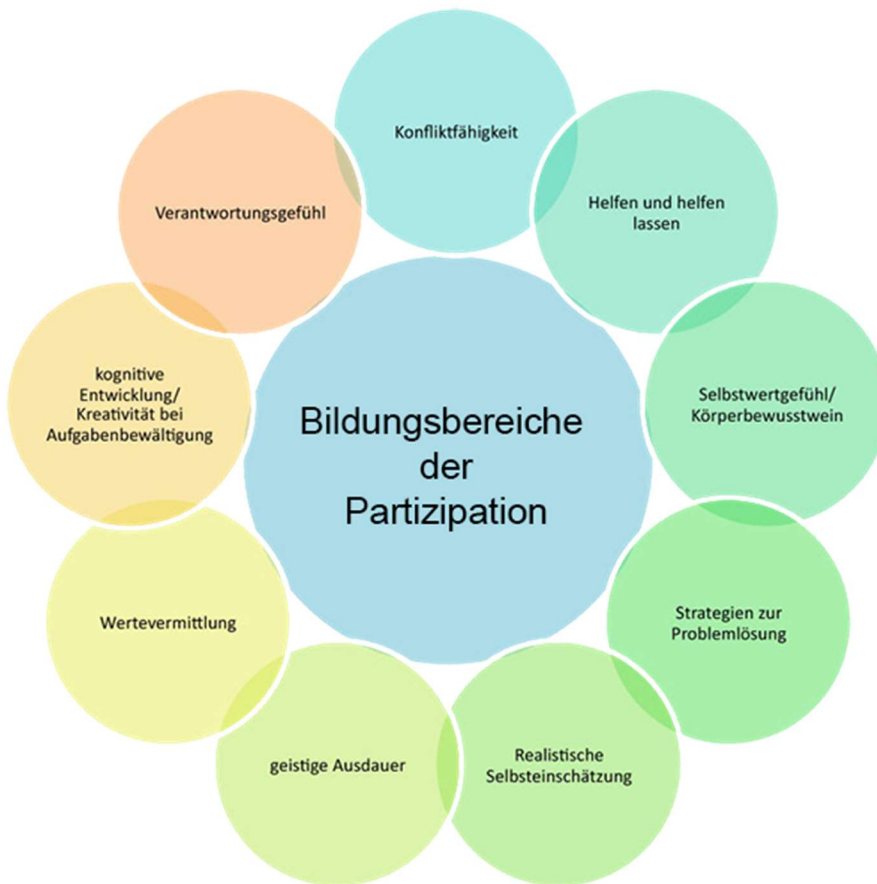 Konfliktfähigkeit
Helfen und helfen
lassen
Selbstwertgefühl/
Körperbewusstwein
Strategien zur
Problemlösung
Realistische
Selbsteinschätzung
geistige Ausdauer
Wertevermittlung
kognitive
Entwicklung/
Kreativität bei
Aufgabenbewältigung
Verantwortungsgefühl
Bildungsbereiche
der
Partizipation